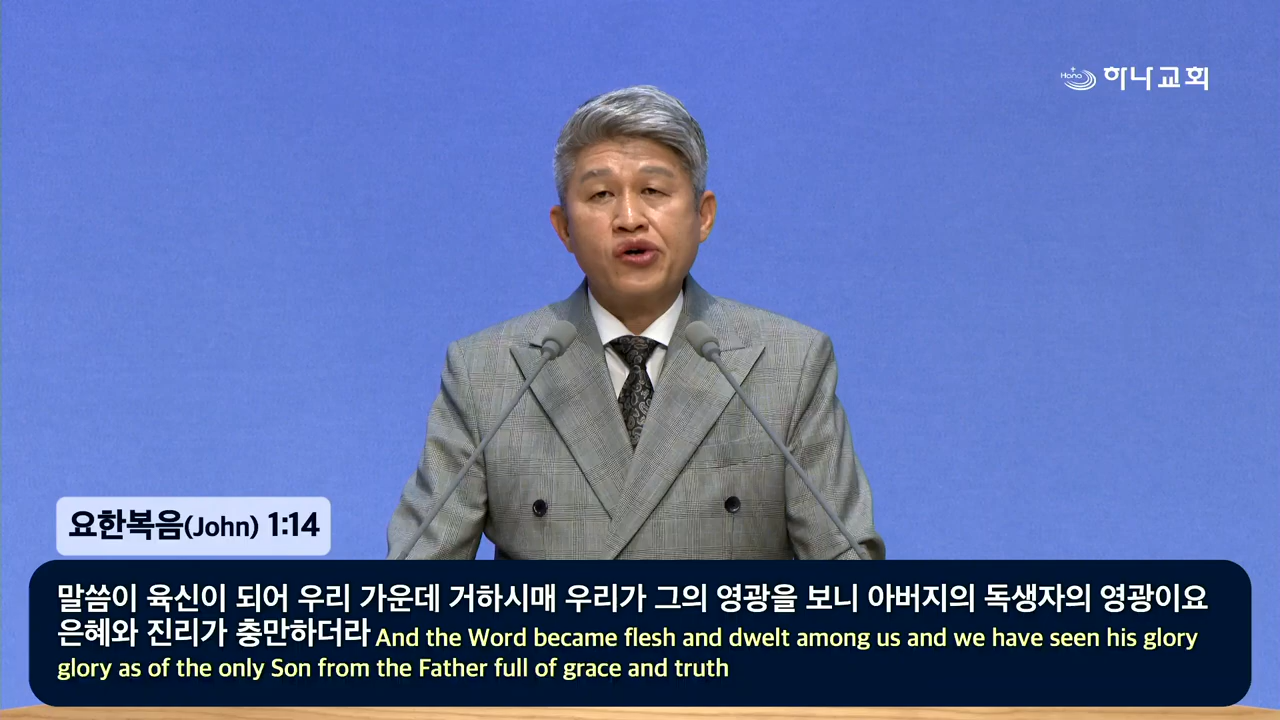 Hana 하나교회
요한복음(John) 1:14
말씀이 육신이 되어 우리 가운데 거하시매 우리가 그의 영광을 보니 아버지의 독생자의 영광이요
은혜와 진리가 충만하더라 And the Word became flesh and dwelt among us and we have seen his glory
glory as of the only Son from the Father full of grace and truth